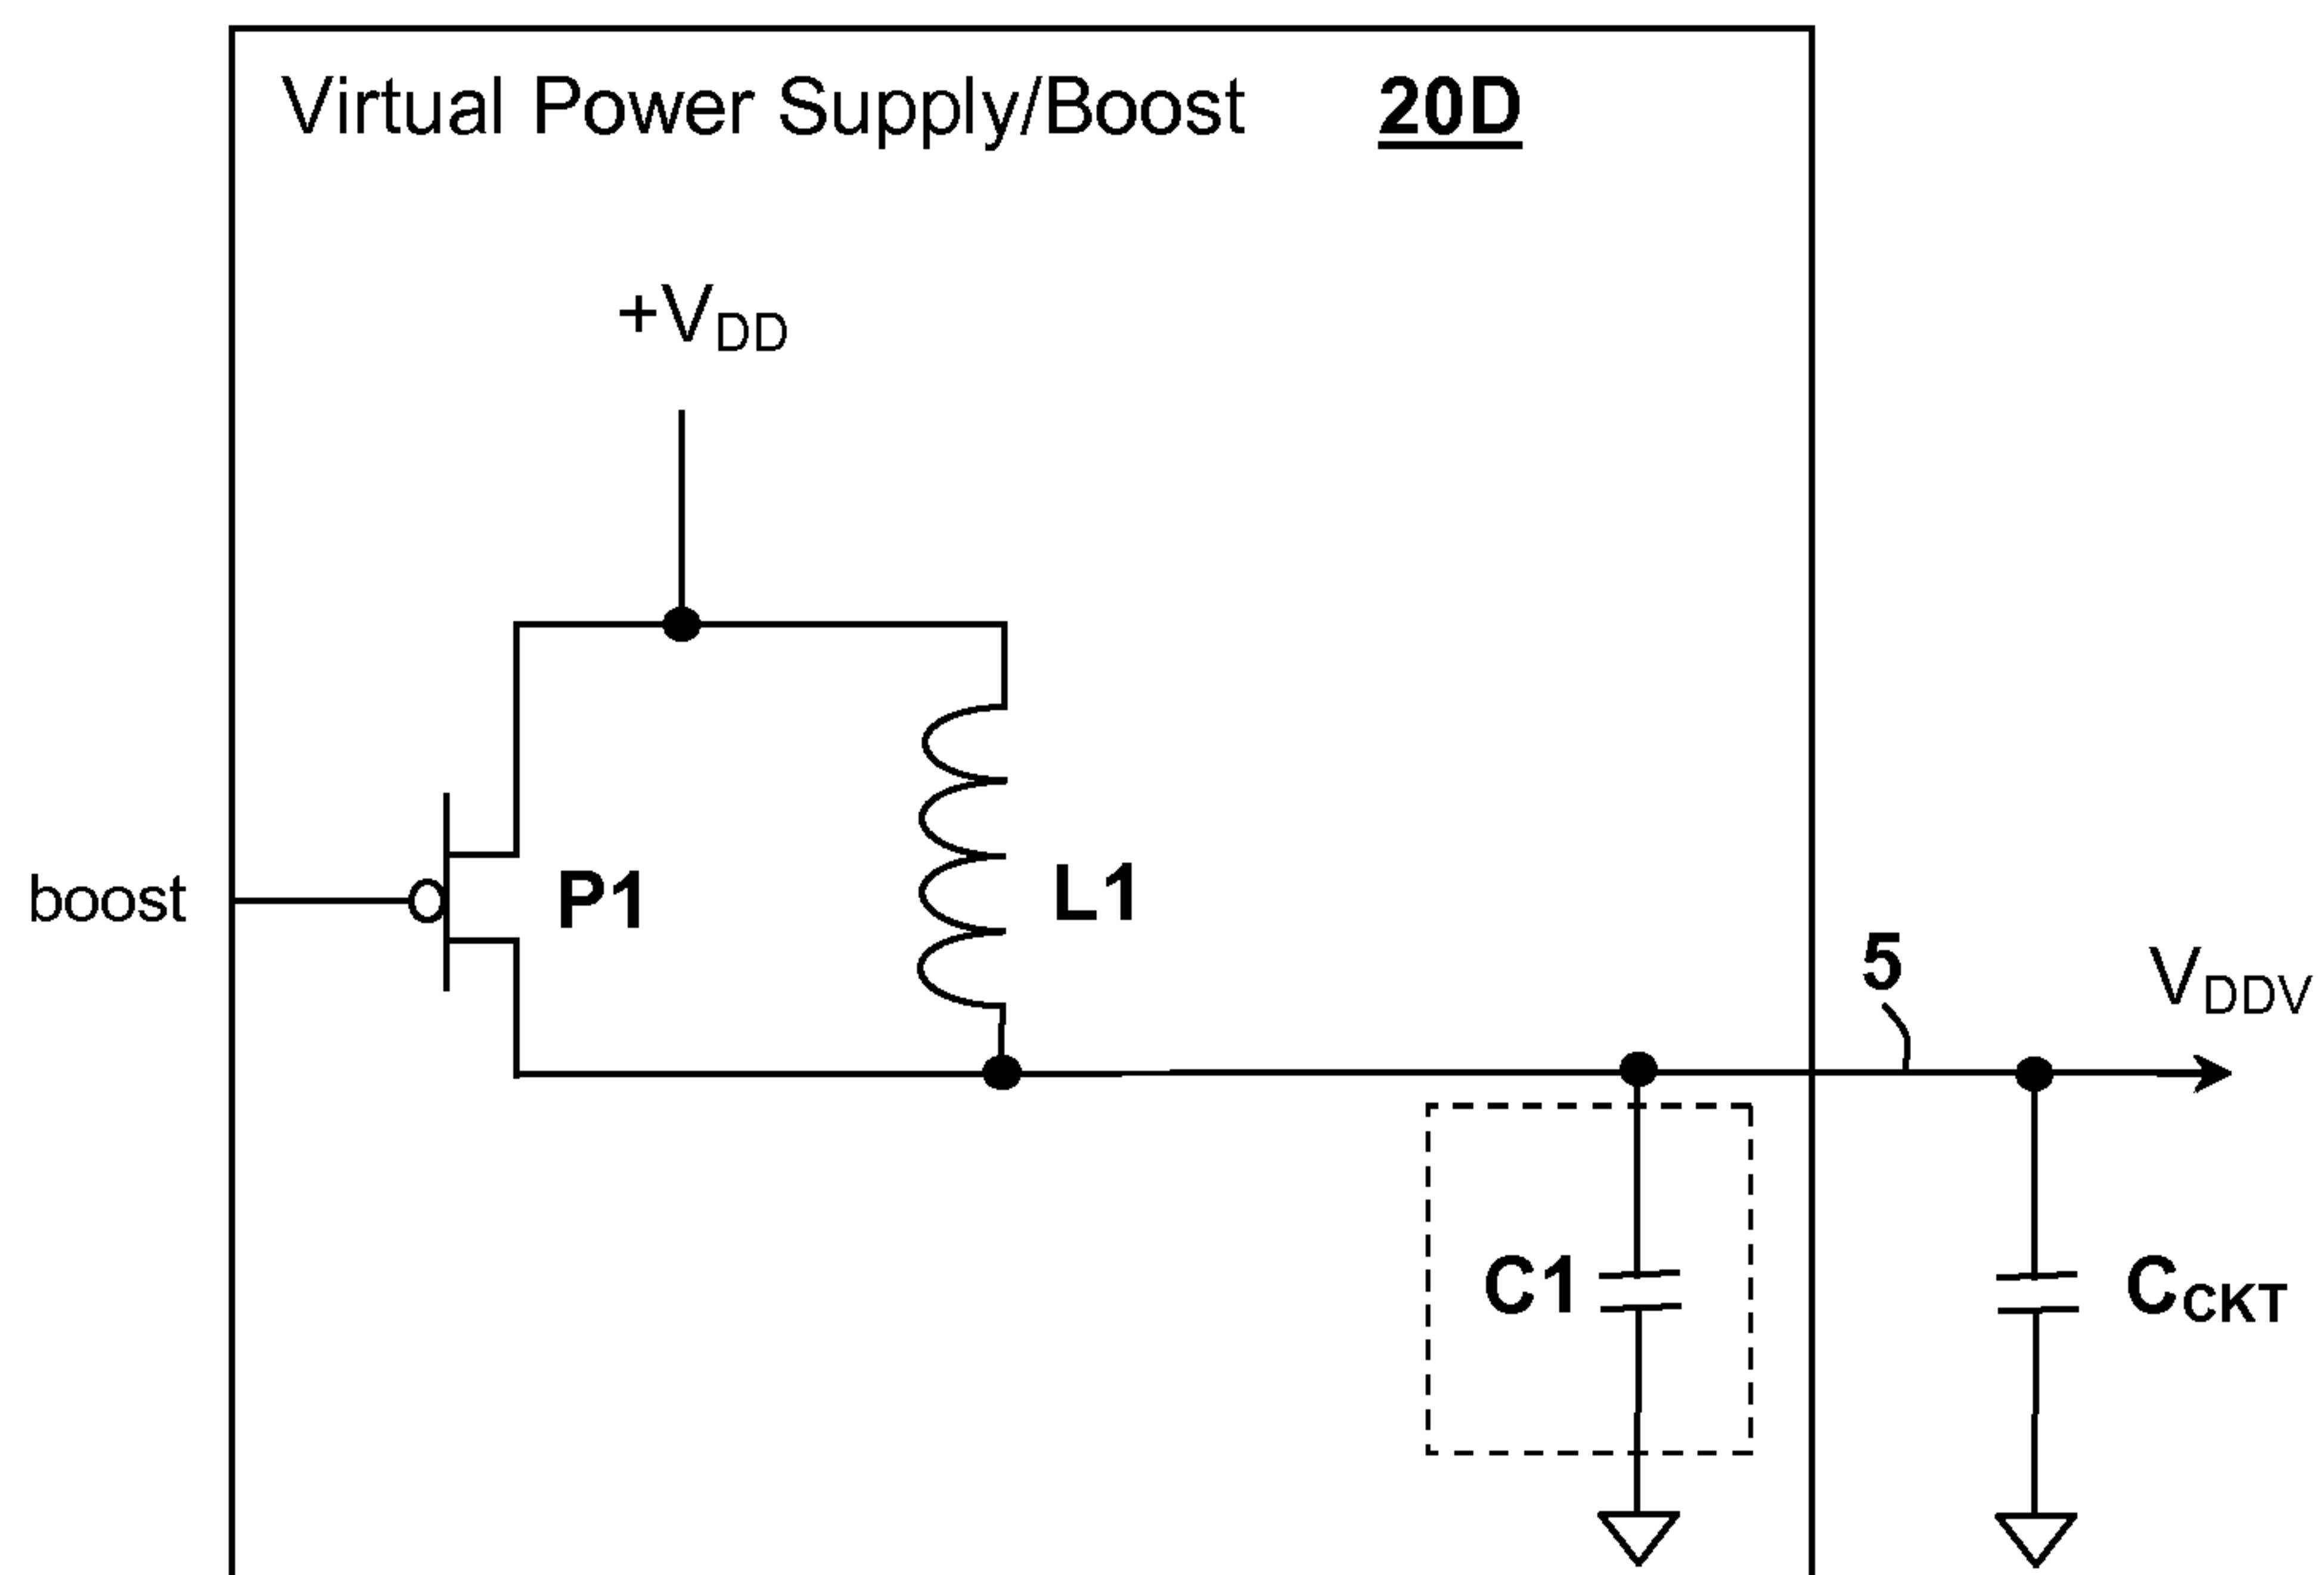 Virtual Power Supply/Boost 20D
+VDD
boost
P1
L1
5
VDDV
C1
CCKT